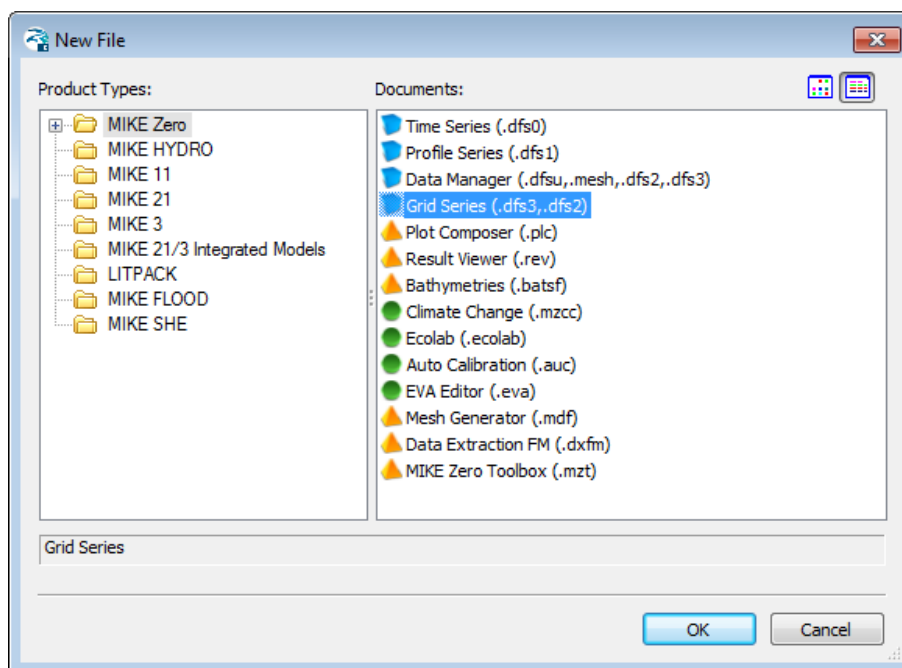 New File
Product Types:
Documents:
MIKE Zero
MIKE HYDRO
MIKE 11
MIKE 21
MIKE 3
MIKE 21/3 Integrated Models
LITPACK
MIKE FLOOD
MIKE SHE
Time Series (.dfs0)
Profile Series (.dfs1)
Data Manager (.dfsu,.mesh,.dfs2,.dfs3)
Grid Series (.dfs3,.dfs2)
Plot Composer (.plc)
Result Viewer (.rev)
Bathymetries (.batsf)
Climate Change (.mzcc)
Ecolab (.ecolab)
Auto Calibration (.auc)
EVA Editor (.eva)
Mesh Generator (.mdf)
Data Extraction FM (.dxfm)
MIKE Zero Toolbox (.mzt)
Grid Series
OK
Cancel